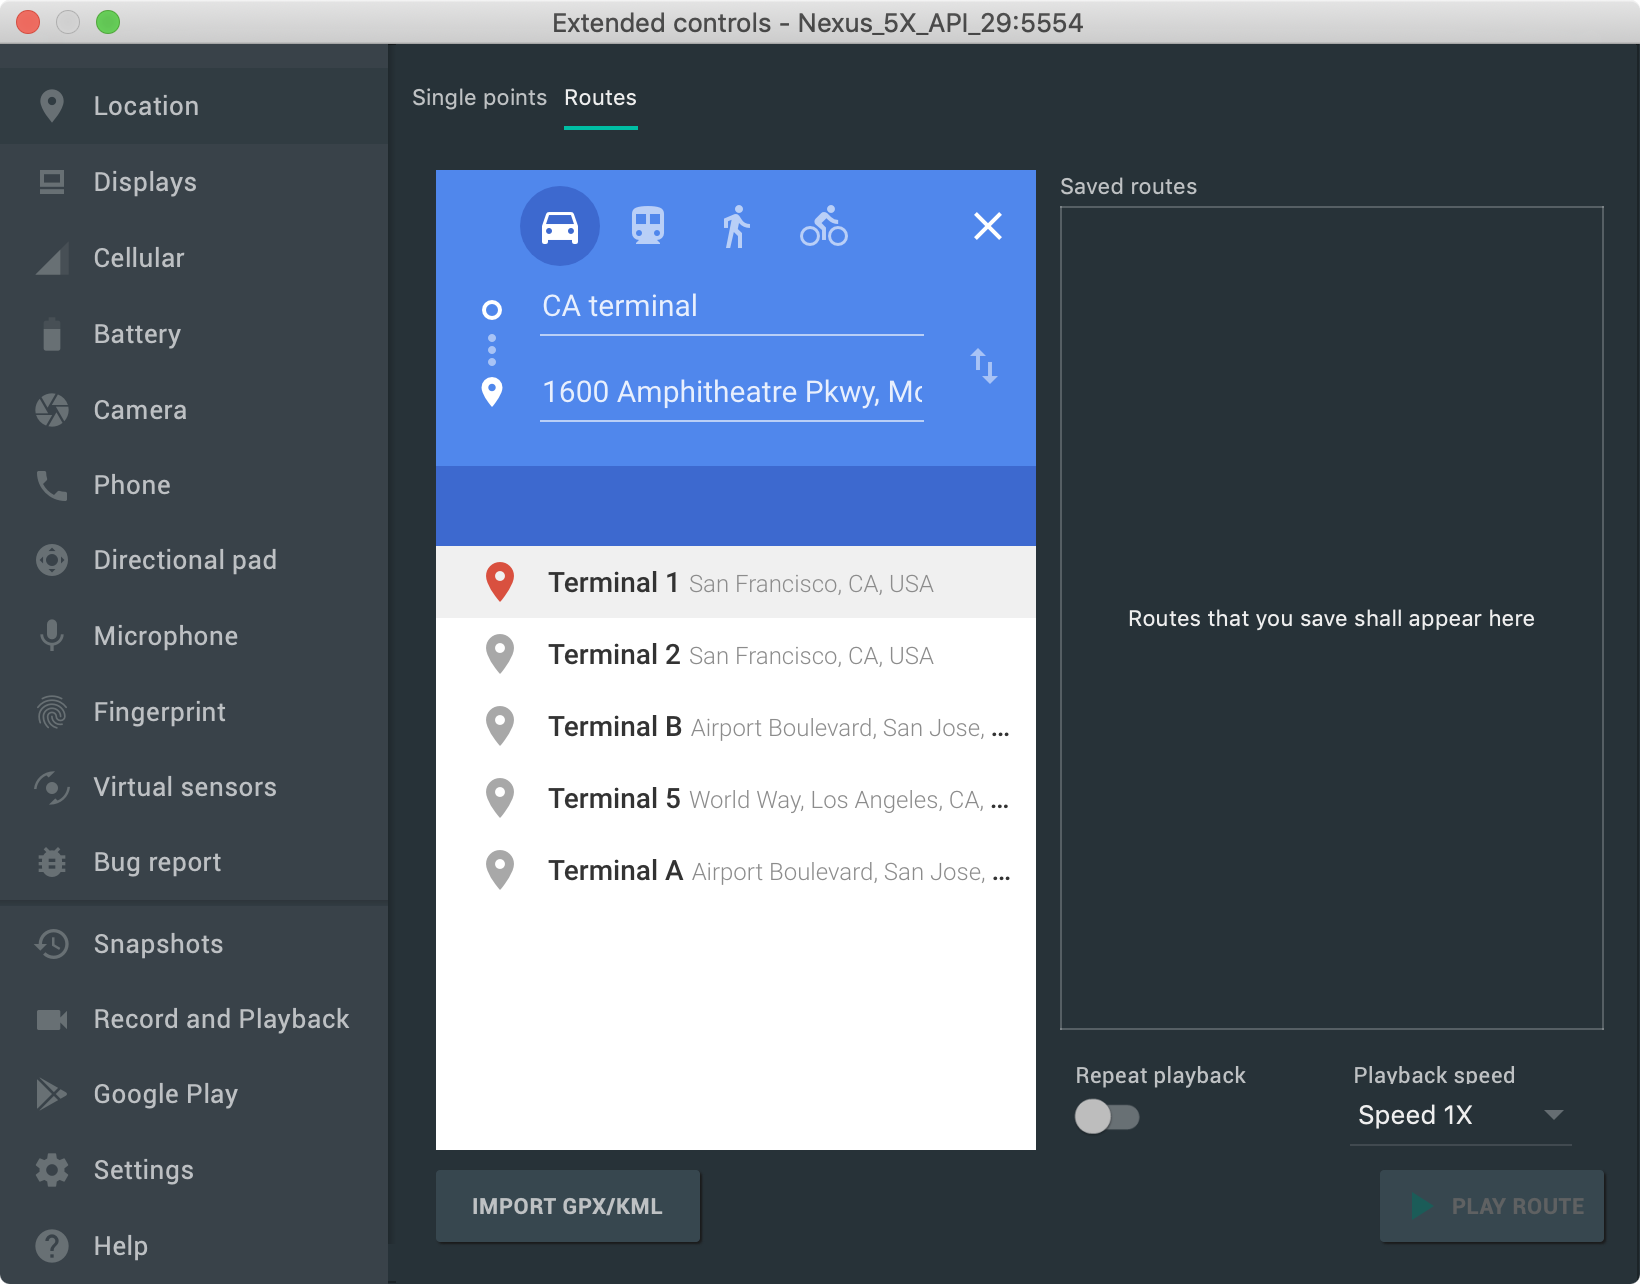 Extended controls - Nexus_5X_API_29:5554
Location
Displays
Cellular
Battery
Camera
Phone
Directional pad
Microphone
Fingerprint
Virtual sensors
Bug report
Snapshots
Record and Playback
Google Play
Settings
Help
Single points Routes
CA terminal
1600 Amphitheatre Pkwy, Mo
Terminal 1 San Francisco, CA, USA
Terminal 2 San Francisco, CA, USA
Terminal B Airport Boulevard, San Jose, ...
Terminal 5 World Way, Los Angeles, CA, ...
Terminal A Airport Boulevard, San Jose, ...
IMPORT GPX/KML
Saved routes
Routes that you save shall appear here
Repeat playback
Playback speed
Speed 1X
PLAY ROUTE